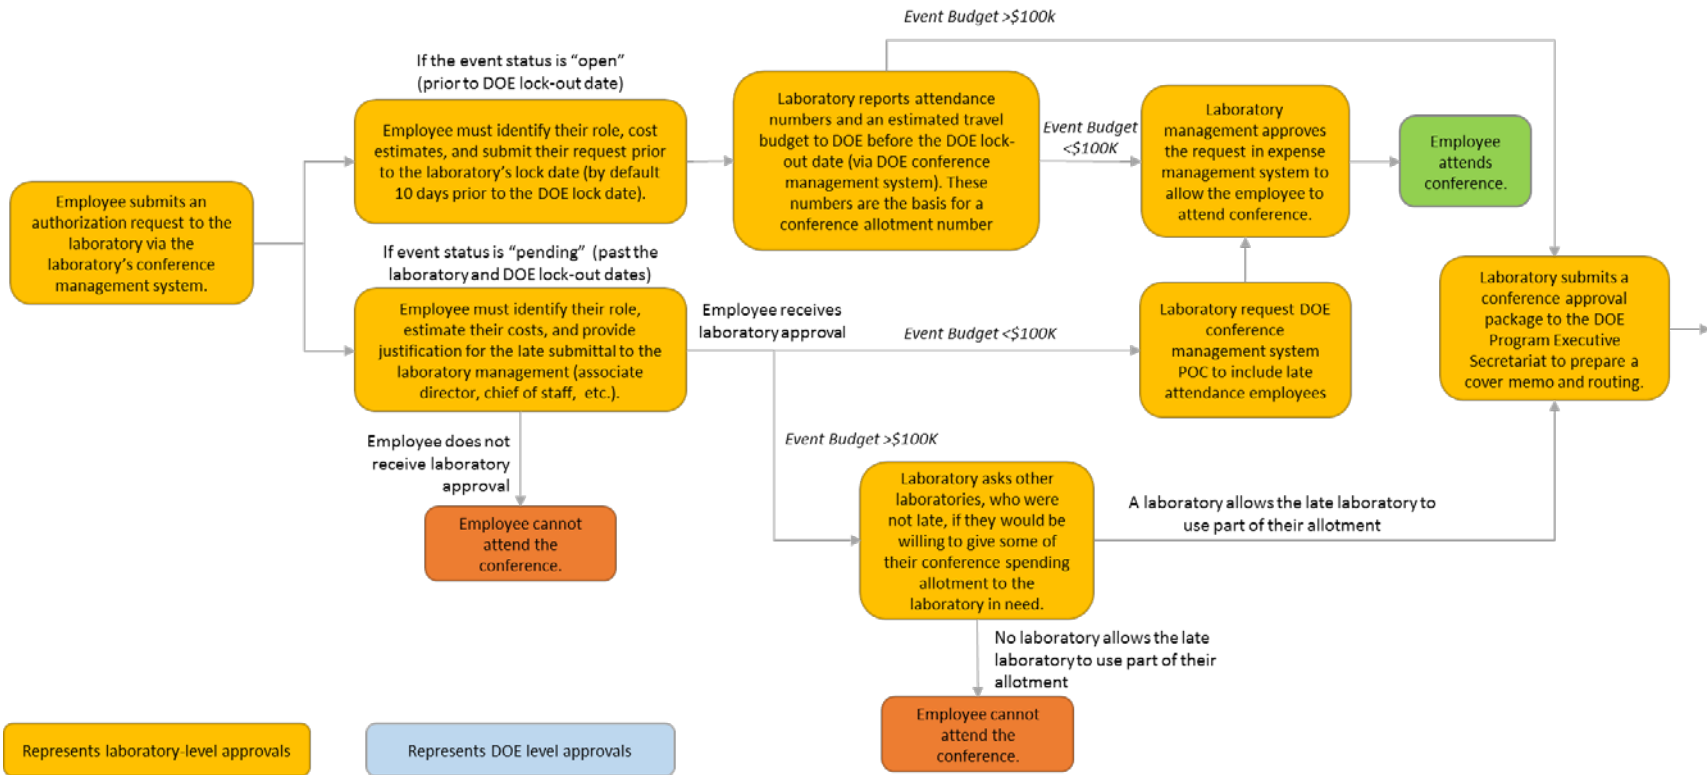 Event Budget >$100k
If the event status is "open"
(prior to DOE lock-out date)
Employee must identify their role, cost
estimates, and submit their request prior
to the laboratory's lock date (by default
10 days prior to the DOE lock date).
Laboratory reports attendance
numbers and an estimated travel
budget to DOE before the DOE lock-
out date (via DOE conference
management system). These
numbers are the basis for a
conference allotment number
Event Budget
<$100K
Laboratory
management approves
the request in expense
management system to
allow the employee to
attend conference.
Employee
attends
conference.
Employee submits an
authorization request to the
laboratory via the
laboratory's conference
management system.
If event status is "pending" (past the
laboratory and DOE lock-out dates)
Employee must identify their role,
estimate their costs, and provide
justification for the late submittal to the
laboratory management (associate
director, chief of staff, etc.).
Employee receives
laboratory approval
Event Budget <$100K
Laboratory request DOE
conference
management system
POC to include late
attendance employees
Laboratory submits a
conference approval
package to the DOE
Program Executive
Secretariat to prepare a
cover memo and routing.
Employee does not
receive laboratory
approval
Event Budget >$100K
Employee cannot
attend the
conference.
Laboratory asks other
laboratories, who were
not late, if they would be
willing to give some of
their conference spending
allotment to the
laboratory in need.
A laboratory allows the late laboratory to
use part of their allotment
No laboratory allows the late
laboratory to use part of their
allotment
Employee cannot
attend the
conference.
Represents laboratory-level approvals
Represents DOE level approvals